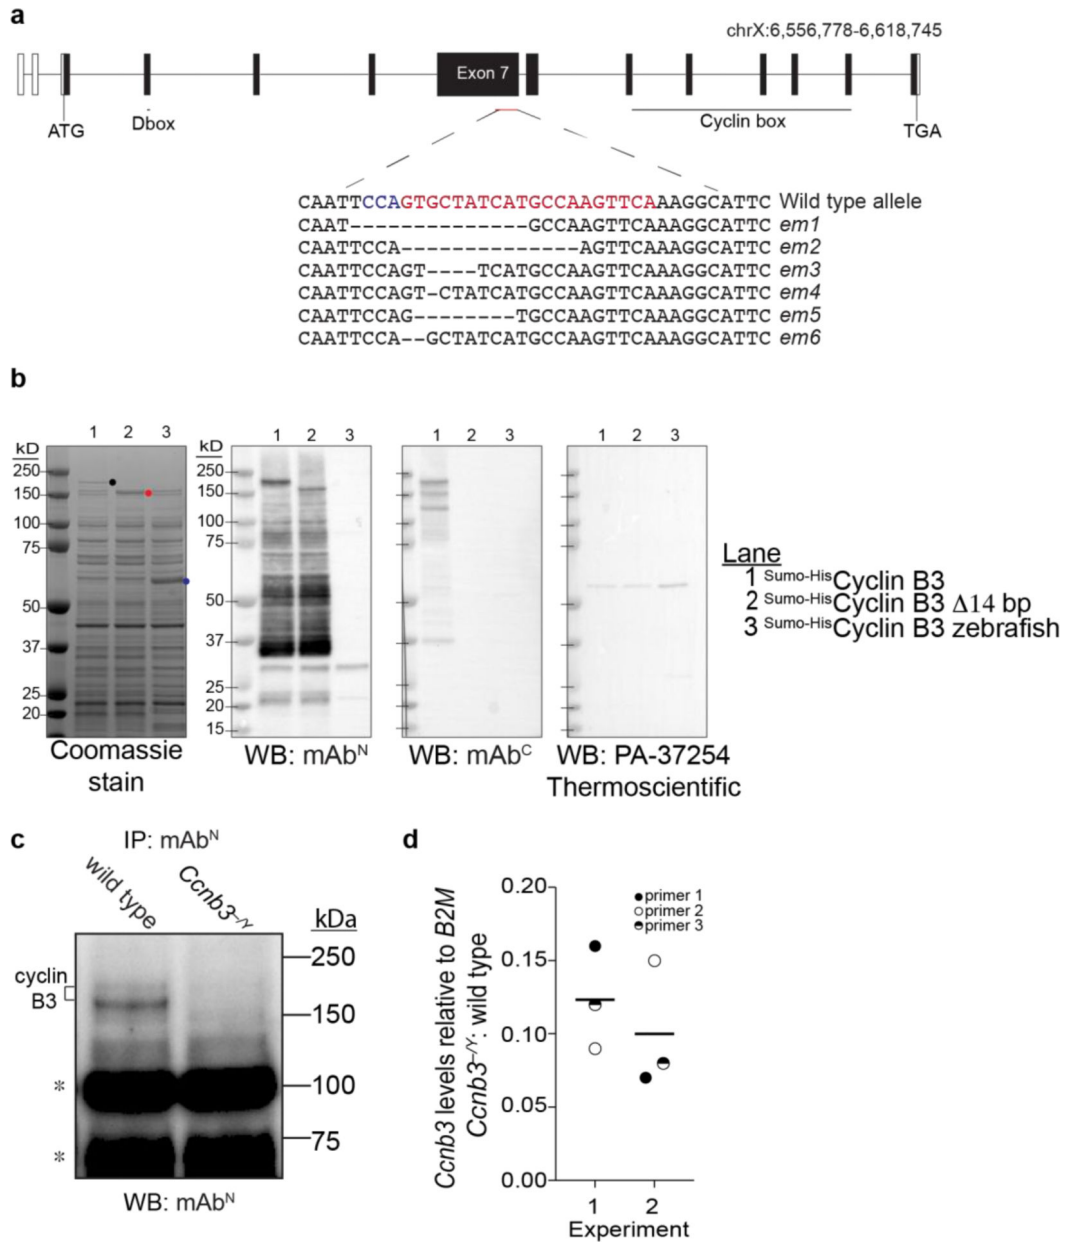 a
chrX:6,556,778-6,618,745
Exon 7
ATG
Dbox
Cyclin box
TGA
CAATTCCAGTGCTATCATGCCAAGTTCAAAGGCATTC Wild type allele
CAAT--------------GCCAAGTTCAAAGGCATTC em1
CAATTCCA--------------AGTTCAAAGGCATTC em2
CAATTCCAGT----TCATGCCAAGTTCAAAGGCATTC em3
CAATTCCAGT-CTATCATGCCAAGTTCAAAGGCATTC em4
CAATTCCAG--------TGCCAAGTTCAAAGGCATTC em5
CAATTCCA--GCTATCATGCCAAGTTCAAAGGCATTC em6
b
kD 1 2 3
250
150
100
75
50
37
25
20
Coomassie
stain
kD 1 2 3
250
150
100
75
50
37
25
20
15
WB: mAbN
1 2 3
WB: mAbC
1 2 3
WB: PA-37254
Thermoscientific
Lane
1 Sumo-HisCyclin B3
2 Sumo-HisCyclin B3 Δ14 bp
3 Sumo-HisCyclin B3 zebrafish
c
IP: mAbN
wild type
Ccnb3–/Y
kDa
250
150
100
75
cyclin
B3
*
*
WB: mAbN
d
Ccnb3 levels relative to B2M
Ccnb3–/Y: wild type
0.20
0.15
0.10
0.05
0.00
primer 1
primer 2
primer 3
1 2
Experiment